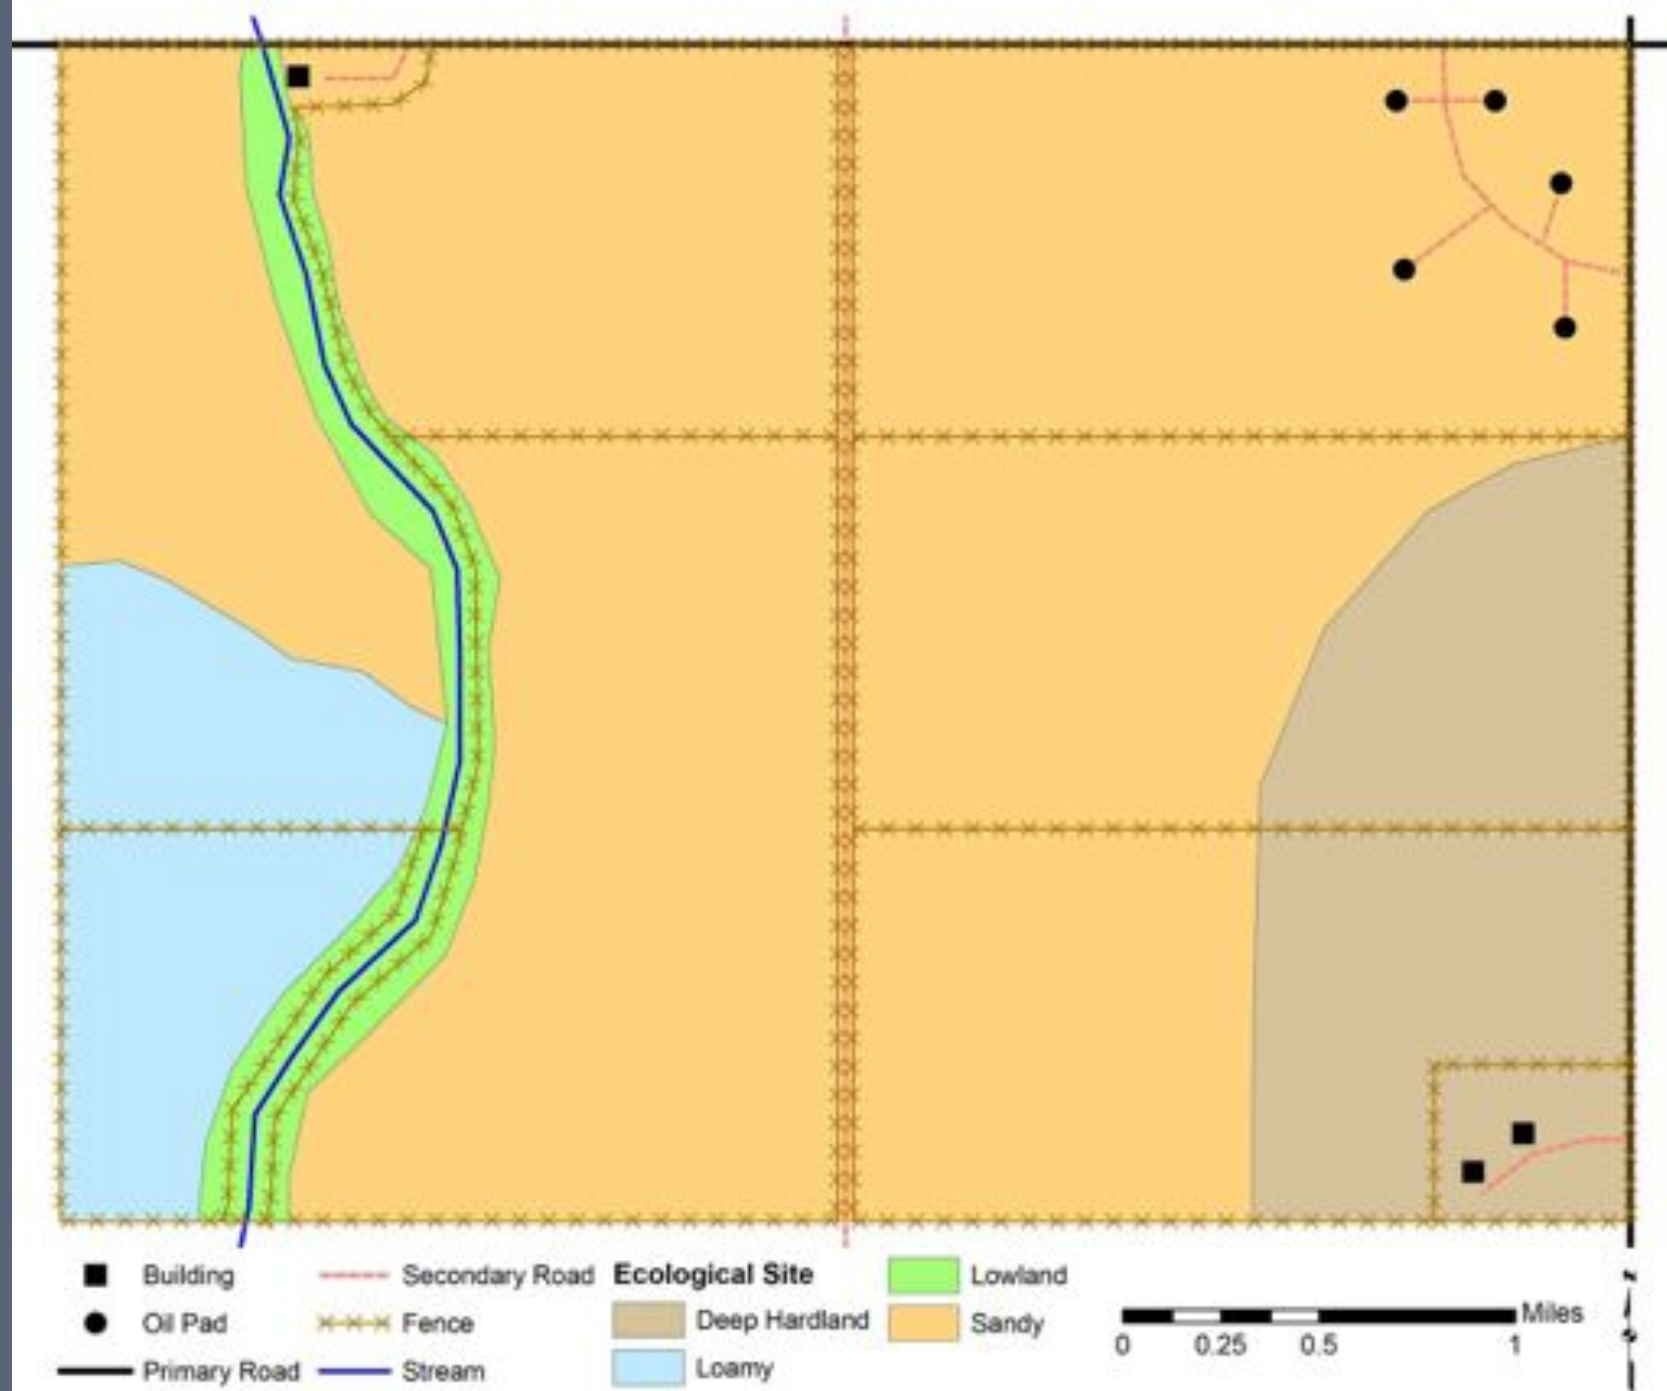 Building
Secondary Road
Ecological Site
Lowland
Oil Pad
Fence
Deep Hardland
Sandy
Miles
0 0.25 0.5 1
Primary Road
Stream
Loamy